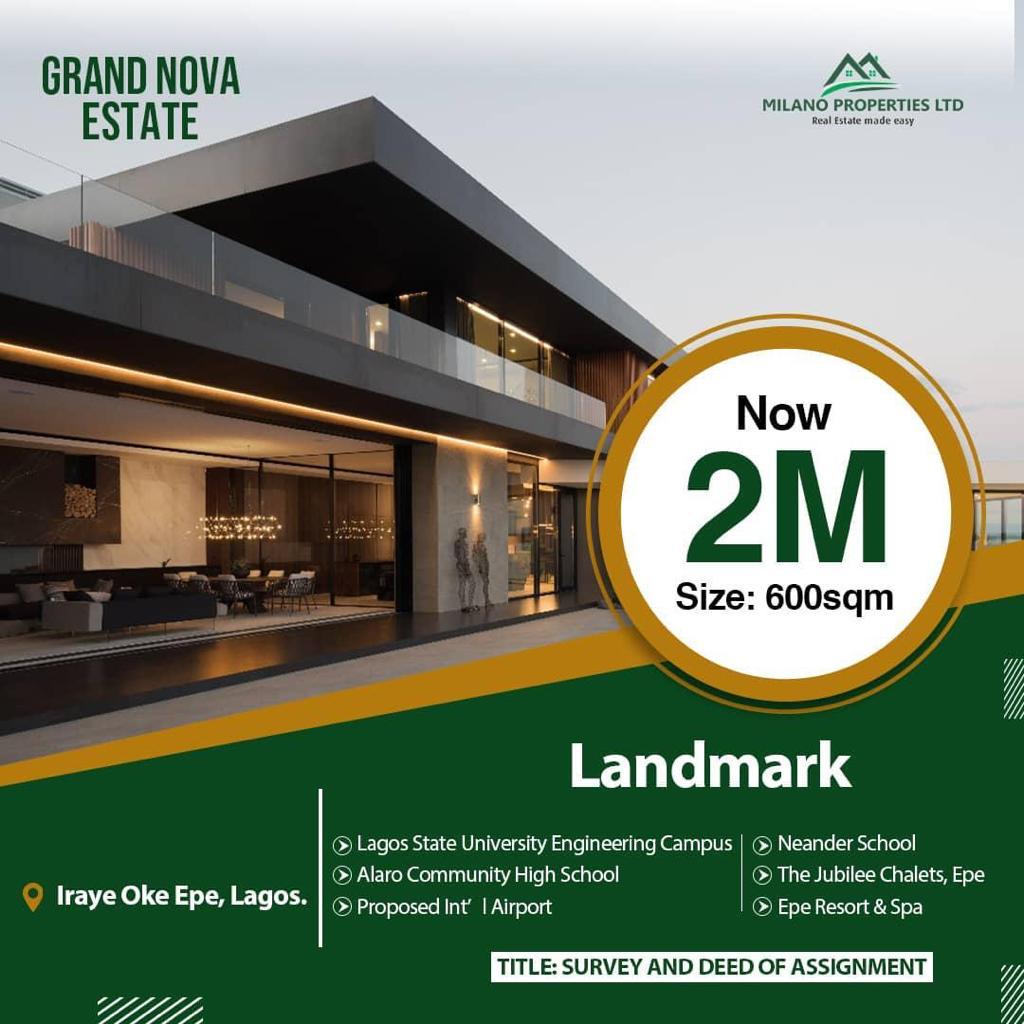 GRAND NOVA
ESTATE
MILANO PROPERTIES LTD
Real Estate made easy
Now
2M
Size: 600sqm
Landmark
Iraye Oke Epe, Lagos.
Lagos State University Engineering Campus
Alaro Community High School
Proposed Int' l Airport
Neander School
The Jubilee Chalets, Epe
Epe Resort & Spa
TITLE: SURVEY AND DEED OF ASSIGNMENT